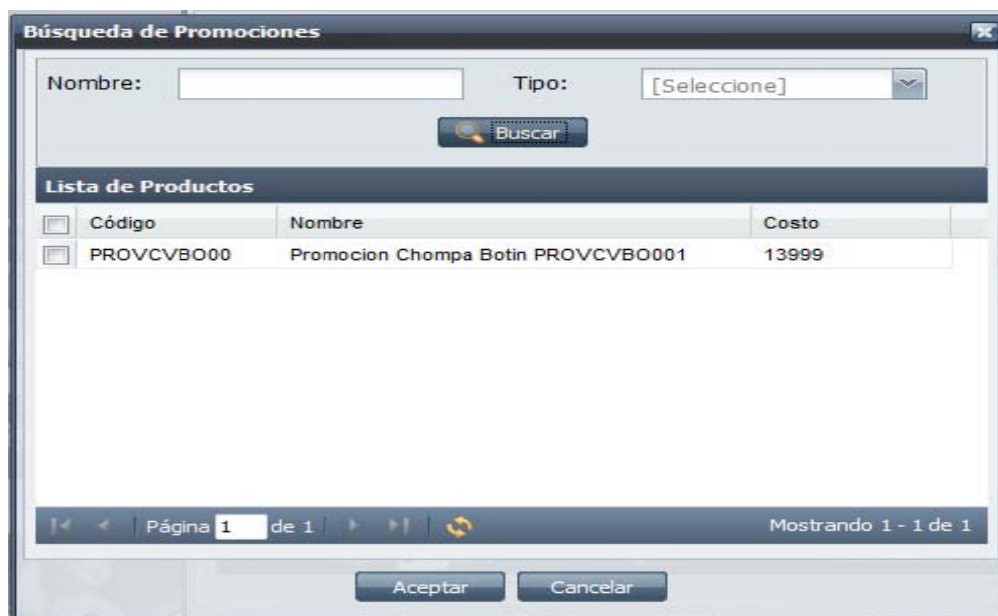 Búsqueda de Promociones
Nombre: Tipo: [Seleccione]
Buscar
Lista de Productos
Código Nombre Costo
PROVCVBO00 Promocion Chompa Botin PROVCVBO001 13999
Página 1 de 1 Mostrando 1 - 1 de 1
Aceptar Cancelar